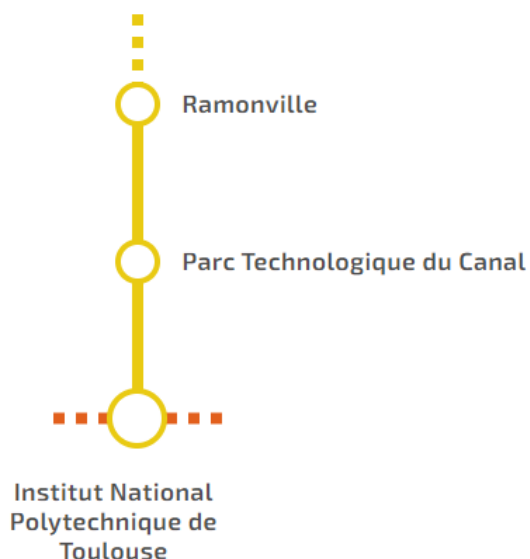 Ramonville
Parc Technologique du Canal
Institut National
Polytechnique de
Toulouse